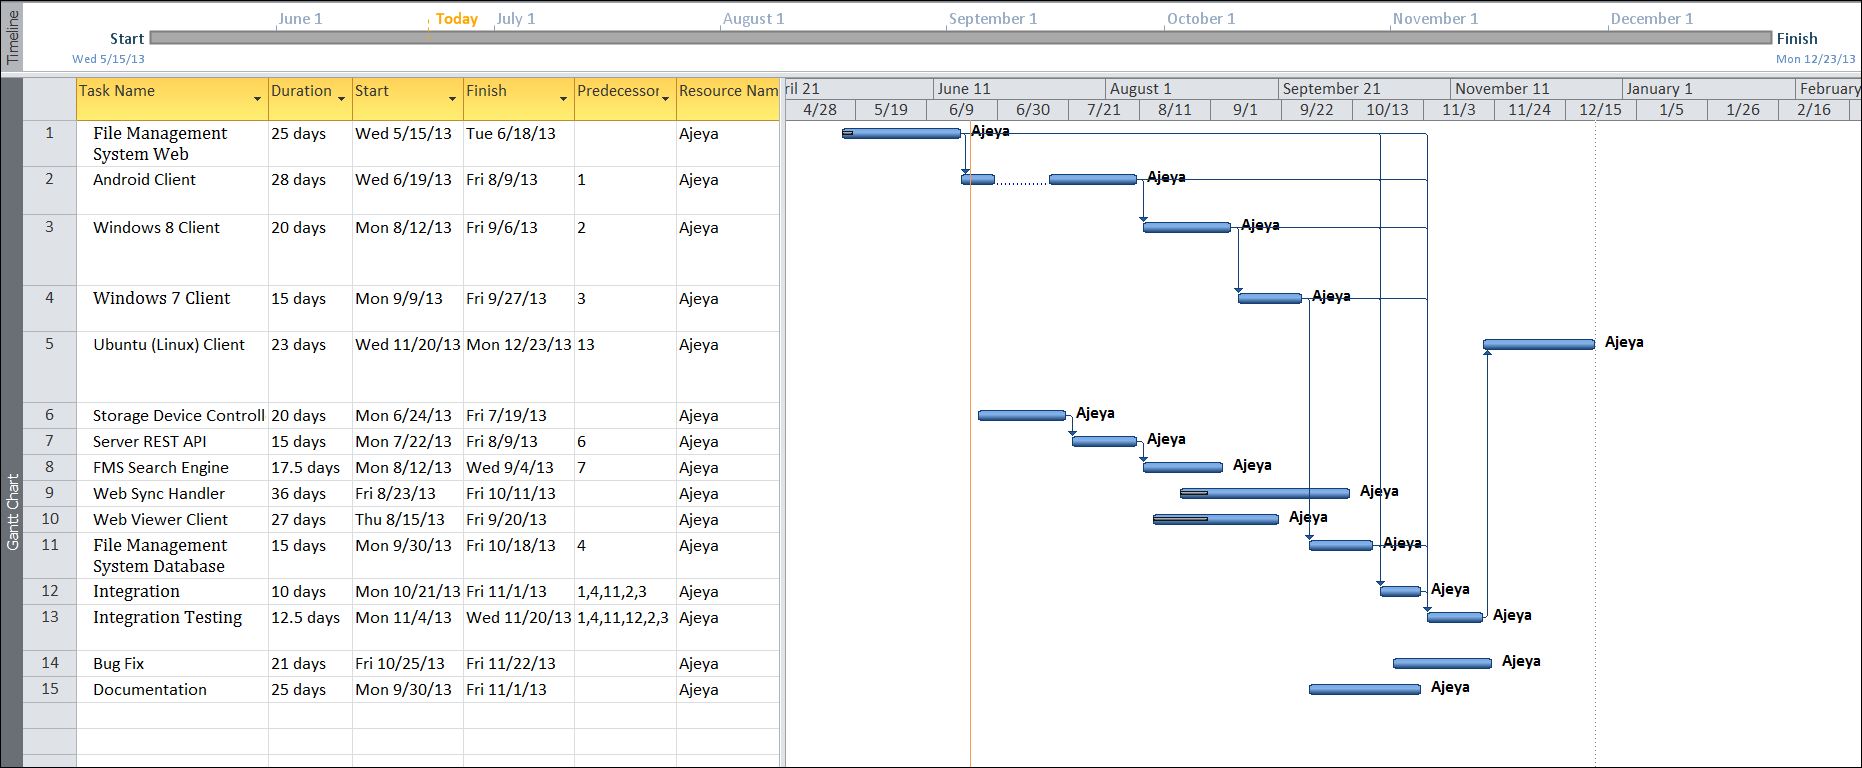 Timeline
June 1 Today July 1 August 1 September 1 October 1 November 1 December 1
Start Finish
Wed 5/15/13 Mon 12/23/13
Gantt Chart
Task Name Duration Start Finish Predecessor Resource Nam
ril 21 June 11 August 1 September 21 November 11 January 1 February
4/28 5/19 6/9 6/30 7/21 8/11 9/1 9/22 10/13 11/3 11/24 12/15 1/5 1/26 2/16
1 File Management 25 days Wed 5/15/13 Tue 6/18/13 Ajeya Ajeya
System Web
2 Android Client 28 days Wed 6/19/13 Fri 8/9/13 1 Ajeya Ajeya
3 Windows 8 Client 20 days Mon 8/12/13 Fri 9/6/13 2 Ajeya Ajeya
4 Windows 7 Client 15 days Mon 9/9/13 Fri 9/27/13 3 Ajeya Ajeya
5 Ubuntu (Linux) Client 23 days Wed 11/20/13 Mon 12/23/13 13 Ajeya Ajeya
6 Storage Device Controll 20 days Mon 6/24/13 Fri 7/19/13 Ajeya Ajeya
7 Server REST API 15 days Mon 7/22/13 Fri 8/9/13 6 Ajeya Ajeya
8 FMS Search Engine 17.5 days Mon 8/12/13 Wed 9/4/13 7 Ajeya Ajeya
9 Web Sync Handler 36 days Fri 8/23/13 Fri 10/11/13 Ajeya Ajeya
10 Web Viewer Client 27 days Thu 8/15/13 Fri 9/20/13 Ajeya Ajeya
11 File Management 15 days Mon 9/30/13 Fri 10/18/13 4 Ajeya Ajeya
System Database
12 Integration 10 days Mon 10/21/13 Fri 11/1/13 1,4,11,2,3 Ajeya Ajeya
13 Integration Testing 12.5 days Mon 11/4/13 Wed 11/20/13 1,4,11,12,2,3 Ajeya Ajeya
14 Bug Fix 21 days Fri 10/25/13 Fri 11/22/13 Ajeya Ajeya
15 Documentation 25 days Mon 9/30/13 Fri 11/1/13 Ajeya Ajeya